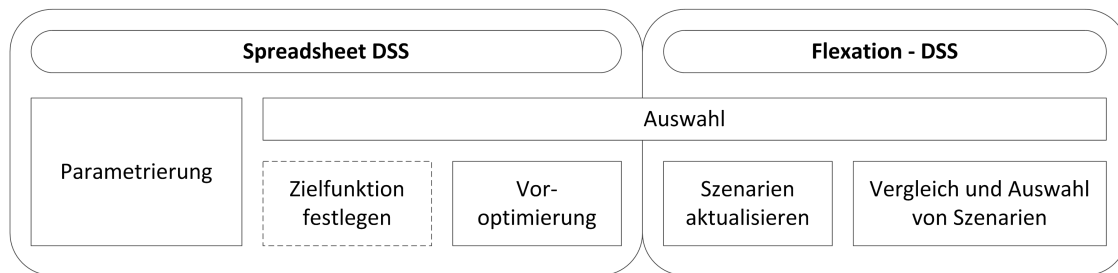 Spreadsheet DSS
Flexation - DSS
Parametrierung
Auswahl
Zielfunktion
festlegen
Vor-
optimierung
Szenarien
aktualisieren
Vergleich und Auswahl
von Szenarien